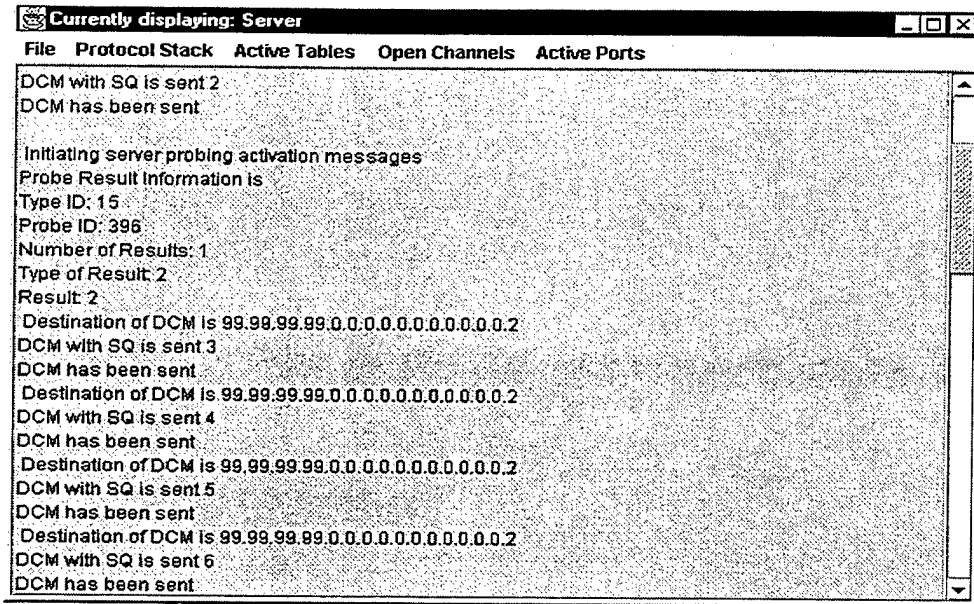 Currently displaying: Server
File Protocol Stack Active Tables Open Channels Active Ports
DCM with SQ is sent 2
DCM has been sent
Initiating server probing activation messages
Probe Result Information is
Type ID: 15
Probe ID: 396
Number of Results: 1
Type of Result: 2
Result: 2
Destination of DCM is 99.99.99.99.0.0.0.0.0.0.0.0.0.0.0.2
DCM with SQ is sent 3
DCM has been sent
Destination of DCM is 99.99.99.99.0.0.0.0.0.0.0.0.0.0.0.2
DCM with SQ is sent 4
DCM has been sent
Destination of DCM is 99.99.99.99.0.0.0.0.0.0.0.0.0.0.0.2
DCM with SQ is sent 5
DCM has been sent
Destination of DCM is 99.99.99.99.0.0.0.0.0.0.0.0.0.0.0.2
DCM with SQ is sent 6
DCM has been sent